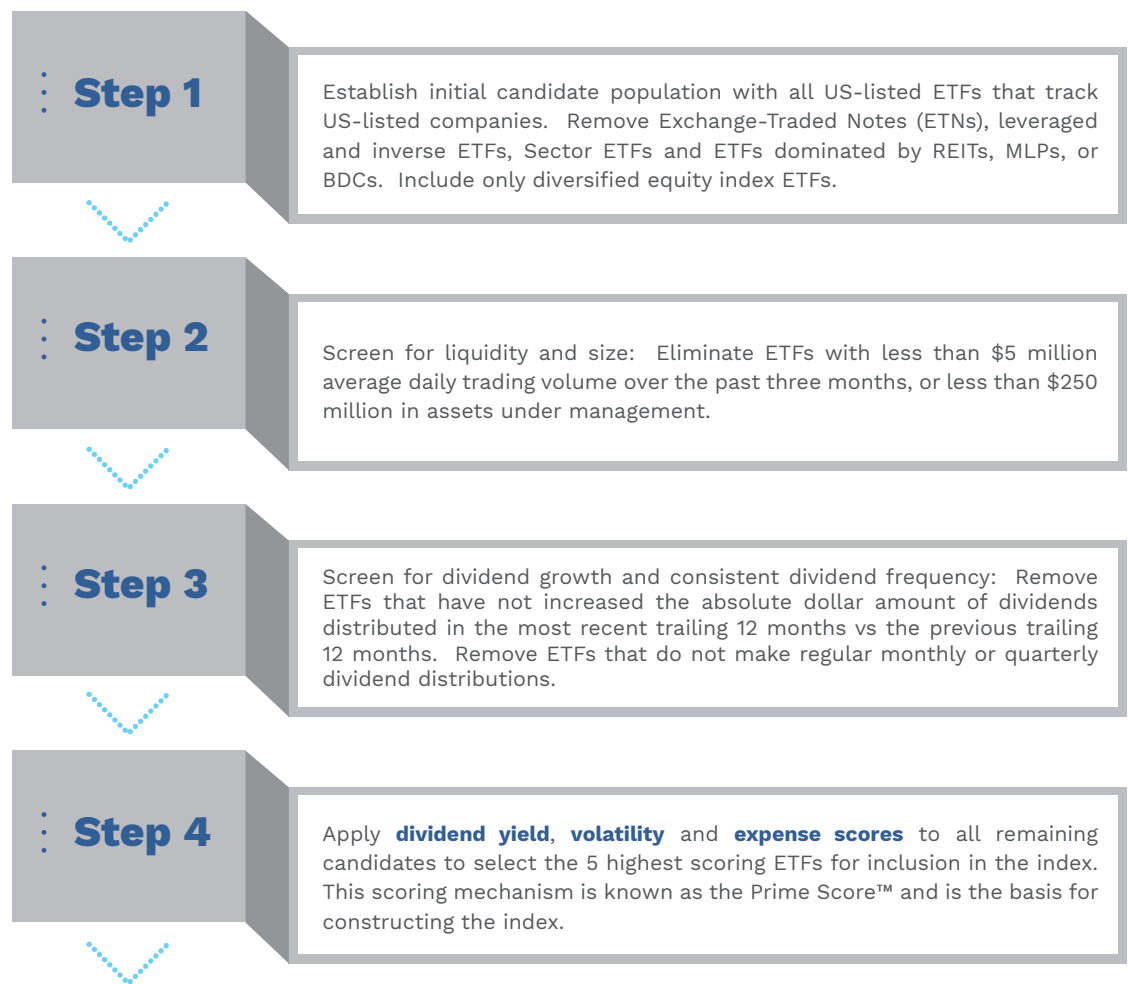 Step 1
Establish initial candidate population with all US-listed ETFs that track
US-listed companies.  Remove Exchange-Traded Notes (ETNs), leveraged
and inverse ETFs, Sector ETFs and ETFs dominated by REITs, MLPs, or
BDCs.  Include only diversified equity index ETFs.
Step 2
Screen for liquidity and size:  Eliminate ETFs with less than $5 million
average daily trading volume over the past three months, or less than $250
million in assets under management.
Step 3
Screen for dividend growth and consistent dividend frequency:  Remove
ETFs that have not increased the absolute dollar amount of dividends
distributed in the most recent trailing 12 months vs the previous trailing
12 months.  Remove ETFs that do not make regular monthly or quarterly
dividend distributions.
Step 4
Apply dividend yield, volatility and expense scores to all remaining
candidates to select the 5 highest scoring ETFs for inclusion in the index.
This scoring mechanism is known as the Prime Score™ and is the basis for
constructing the index.